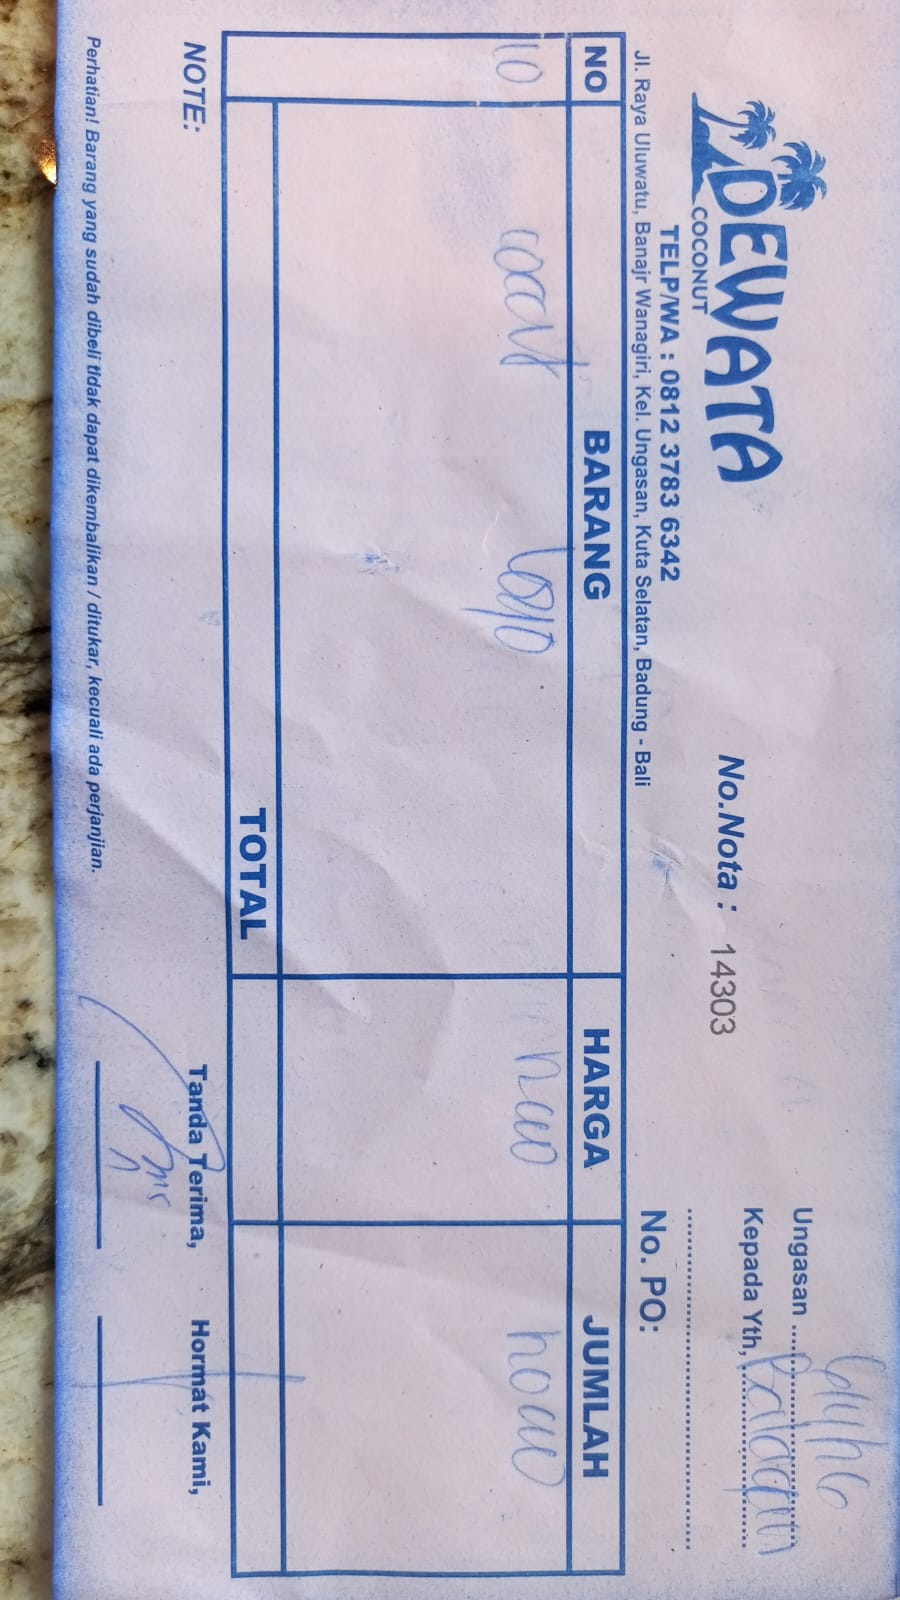 DEWATA
COCONUT
No.Nota : 14303
Ungasan
Kepada Yth,
TELP/WA : 0812 3783 6342
Jl. Raya Uluwatu, Banajr Wanagiri, Kel. Ungasan, Kuta Selatan, Badung - Bali
No. PO:
NO BARANG HARGA JUMLAH
10
TOTAL
NOTE:
Tanda Terima, Hormat Kami,
Perhatian! Barang yang sudah dibeli tidak dapat dikembalikan / ditukar, kecuali ada perjanjian.